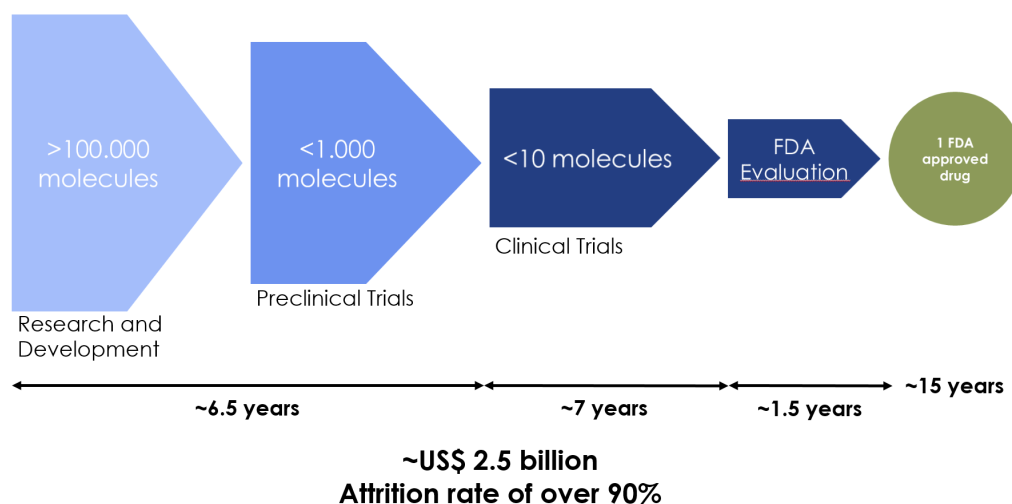 >100.000
molecules
<1.000
molecules
<10 molecules
FDA
Evaluation
1 FDA
approved
drug
Clinical Trials
Preclinical Trials
Research and
Development
~6.5 years
~7 years
~1.5 years
~15 years
~US$ 2.5 billion
Attrition rate of over 90%